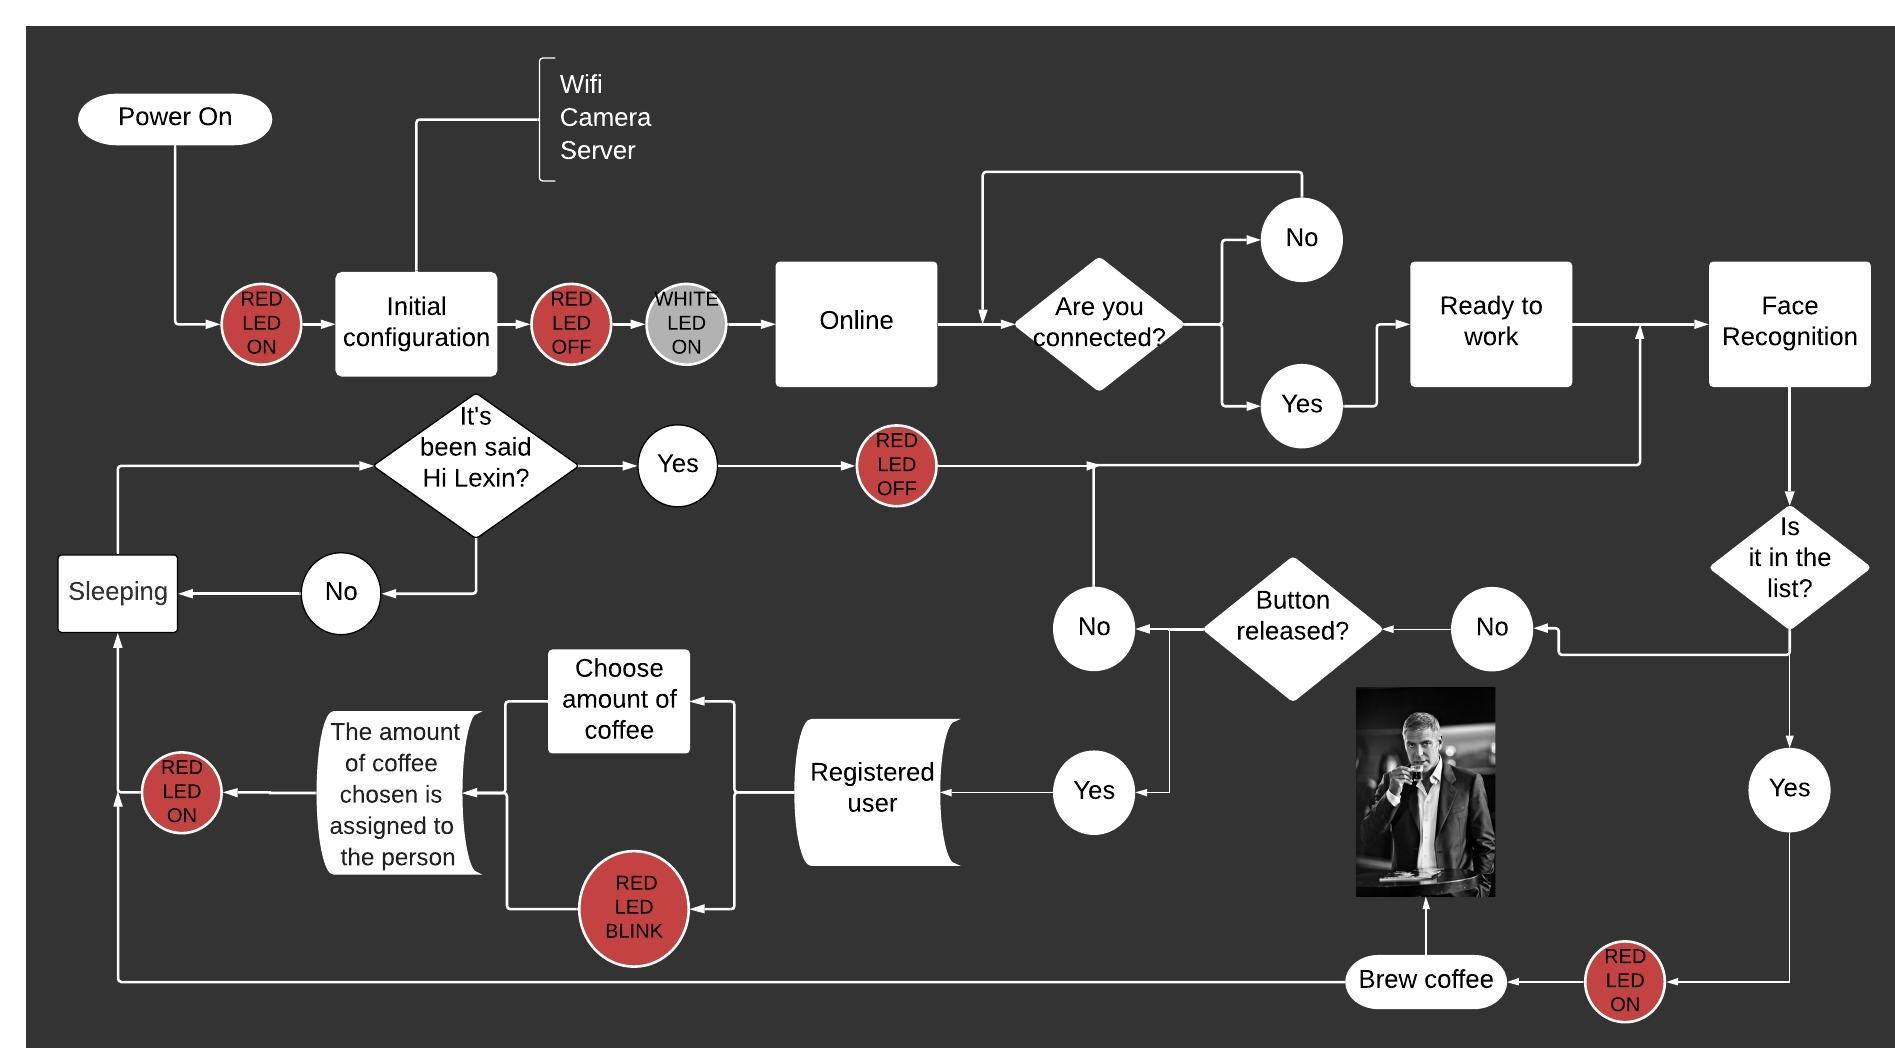 Wifi
Camera
Server
Power On
No
RED
LED
ON
Initial
configuration
RED
LED
OFF
WHITE
LED
ON
Online
Are you
connected?
Ready to
work
Face
Recognition
Yes
It's
been said
Hi Lexin?
Yes
RED
LED
OFF
Is
it in the
list?
Sleeping
No
No
Button
released?
No
Choose
amount of
coffee
The amount
of coffee
chosen is
assigned to
the person
RED
LED
ON
Registered
user
Yes
Yes
RED
LED
BLINK
Brew coffee
RED
LED
ON